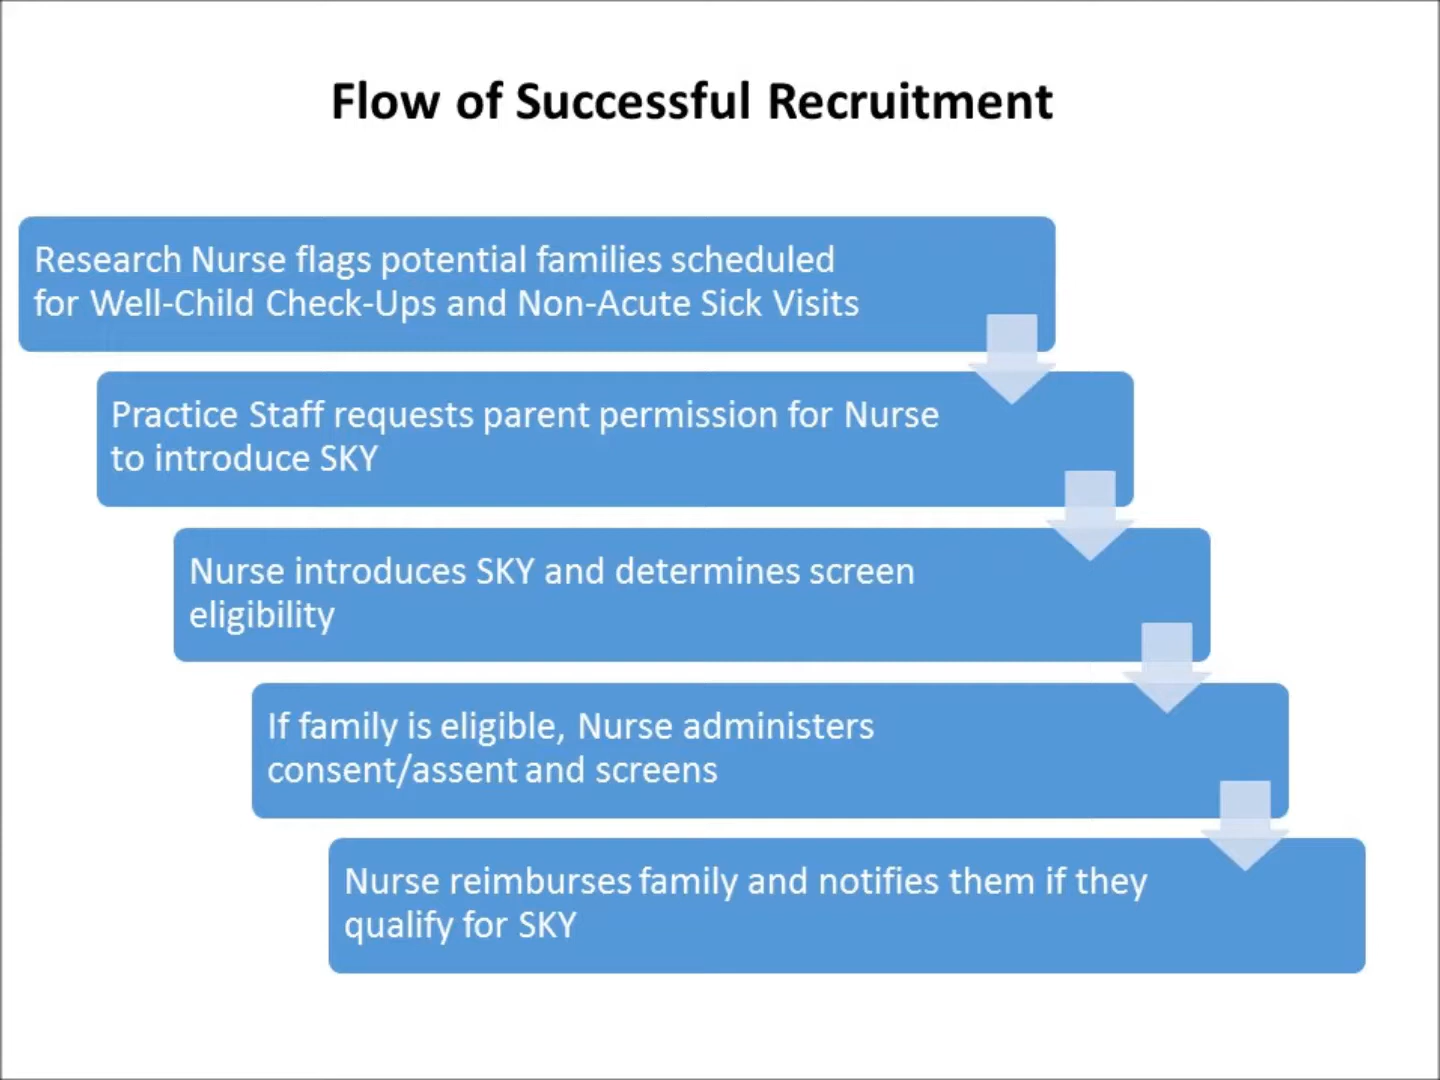 Flow of Successful Recruitment
Research Nurse flags potential families scheduled
for Well-Child Check-Ups and Non-Acute Sick Visits
Practice Staff requests parent permission for Nurse
to introduce SKY
Nurse introduces SKY and determines screen
eligibility
If family is eligible, Nurse administers
consent/assent and screens
Nurse reimburses family and notifies them if they
qualify for SKY